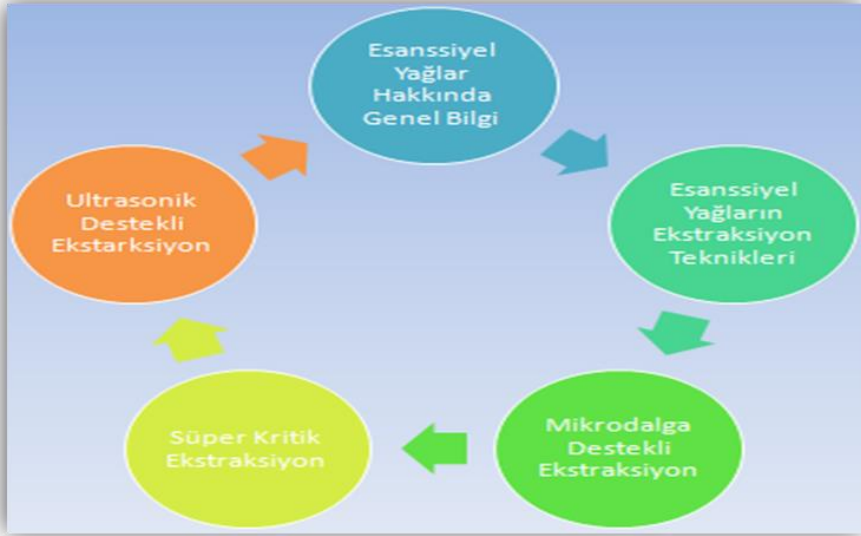 Esanssiyel
Yağlar
Hakkında
Genel Bilgi
Esanssiyel
Yağların
Ekstraksiyon
Teknikleri
Mikrodalga
Destekli
Ekstraksiyon
Süper Kritik
Ekstraksiyon
Ultrasonik
Destekli
Ekstarksiyon